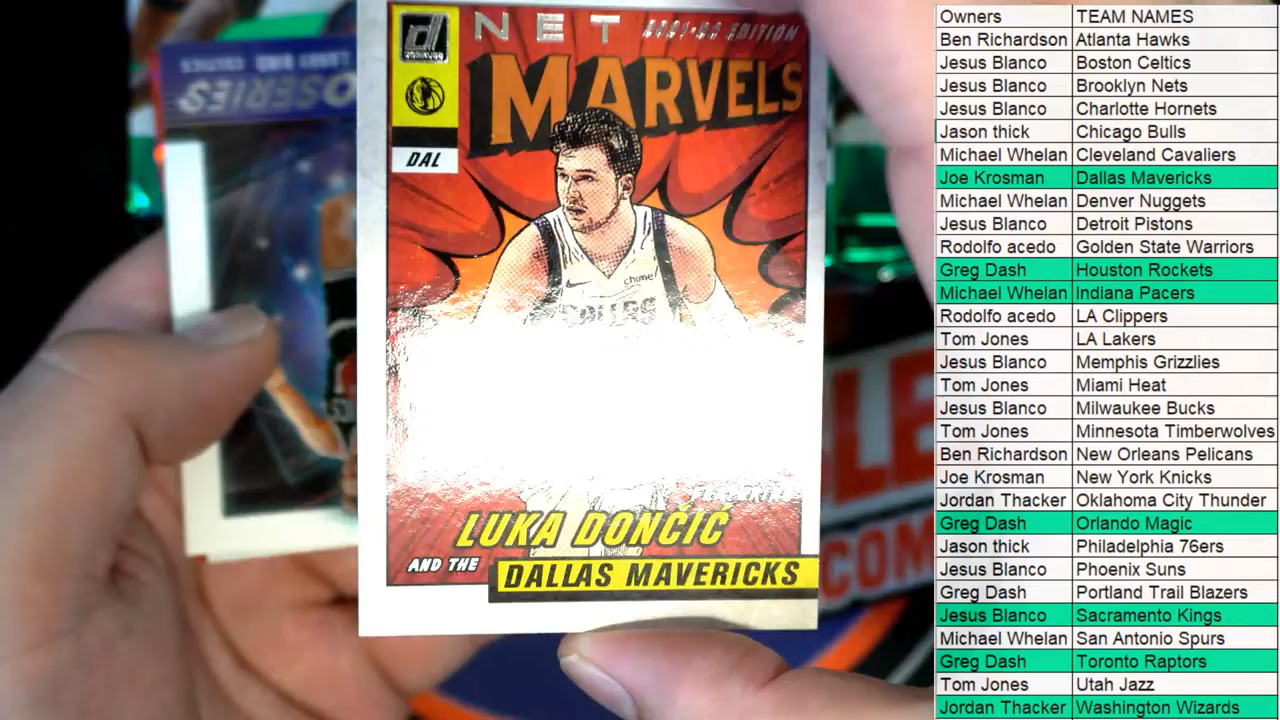 NET 2021-22 EDITION
MARVELS
DONRUSS
DAL
chime
LUKA DONČIĆ
AND THE
DALLAS MAVERICKS
OSERIES
Owners TEAM NAMES
Ben Richardson Atlanta Hawks
Jesus Blanco Boston Celtics
Jesus Blanco Brooklyn Nets
Jesus Blanco Charlotte Hornets
Jason thick Chicago Bulls
Michael Whelan Cleveland Cavaliers
Joe Krosman Dallas Mavericks
Michael Whelan Denver Nuggets
Jesus Blanco Detroit Pistons
Rodolfo acedo Golden State Warriors
Greg Dash Houston Rockets
Michael Whelan Indiana Pacers
Rodolfo acedo LA Clippers
Tom Jones LA Lakers
Jesus Blanco Memphis Grizzlies
Tom Jones Miami Heat
Jesus Blanco Milwaukee Bucks
Tom Jones Minnesota Timberwolves
Ben Richardson New Orleans Pelicans
Joe Krosman New York Knicks
Jordan Thacker Oklahoma City Thunder
Greg Dash Orlando Magic
Jason thick Philadelphia 76ers
Jesus Blanco Phoenix Suns
Greg Dash Portland Trail Blazers
Jesus Blanco Sacramento Kings
Michael Whelan San Antonio Spurs
Greg Dash Toronto Raptors
Tom Jones Utah Jazz
Jordan Thacker Washington Wizards